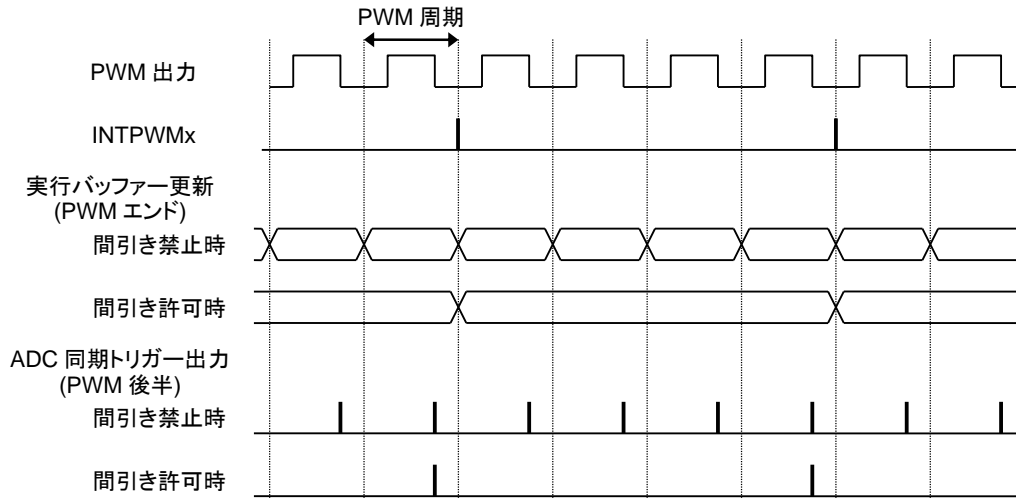 PWM 周期
PWM 出力
INTPWMx
実行バッファー更新
(PWM エンド)
間引き禁止時
間引き許可時
ADC 同期トリガー出力
(PWM 後半)
間引き禁止時
間引き許可時